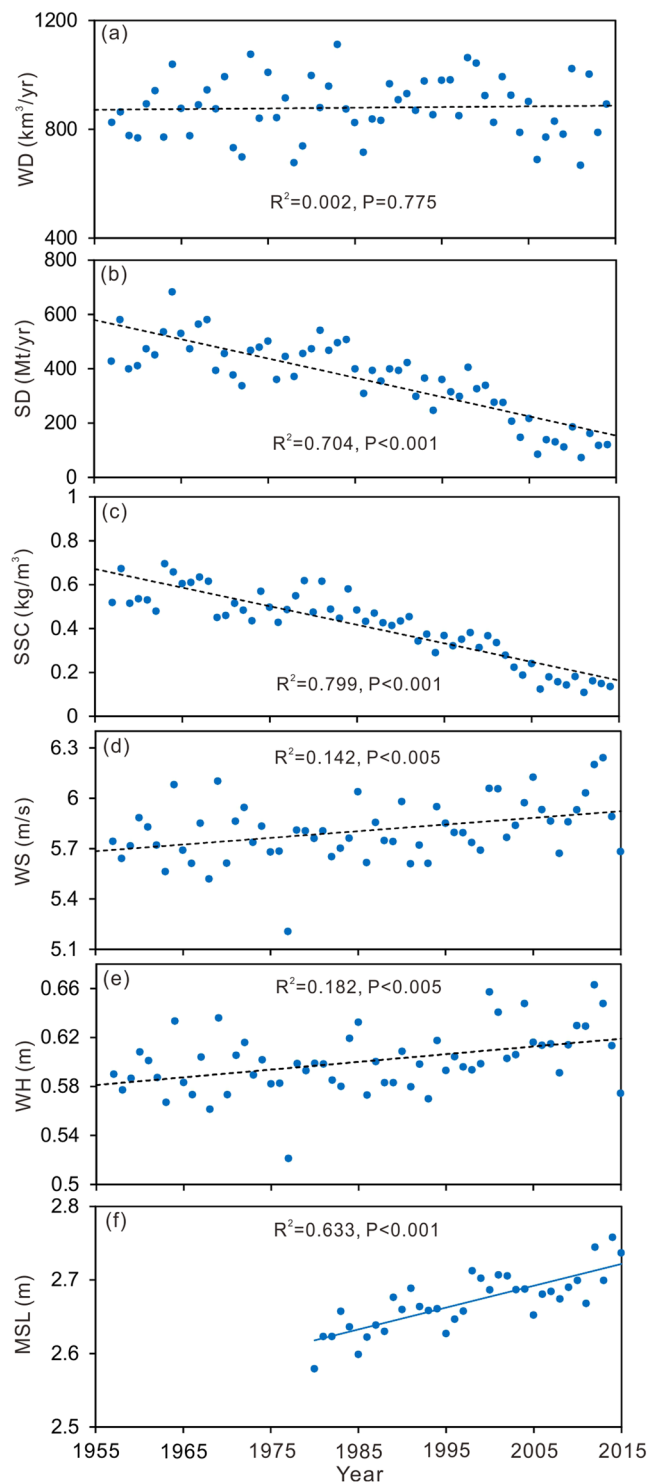 (a)
1200
800
400
WD (km³/yr)
R²=0.002, P=0.775
(b)
800
600
400
200
0
SD (Mt/yr)
R²=0.704, P<0.001
(c)
1
0.8
0.6
0.4
0.2
0
SSC (kg/m³)
R²=0.799, P<0.001
(d)
6.3
6
5.7
5.4
5.1
WS (m/s)
R²=0.142, P<0.005
(e)
0.66
0.62
0.58
0.54
0.5
WH (m)
R²=0.182, P<0.005
(f)
2.8
2.7
2.6
2.5
MSL (m)
R²=0.633, P<0.001
1955 1965 1975 1985 1995 2005 2015
Year